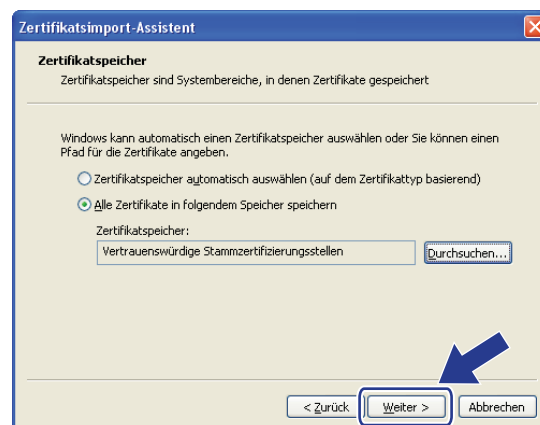 Zertifikatsimport-Assistent
Zertifikatspeicher
Zertifikatspeicher sind Systembereiche, in denen Zertifikate gespeichert
Windows kann automatisch einen Zertifikatspeicher auswählen oder Sie können einen
Pfad für die Zertifikate angeben.
Zertifikatspeicher automatisch auswählen (auf dem Zertifikattyp basierend)
Alle Zertifikate in folgendem Speicher speichern
Zertifikatspeicher:
Vertrauenswürdige Stammzertifizierungsstellen
Durchsuchen...
< Zurück
Weiter >
Abbrechen